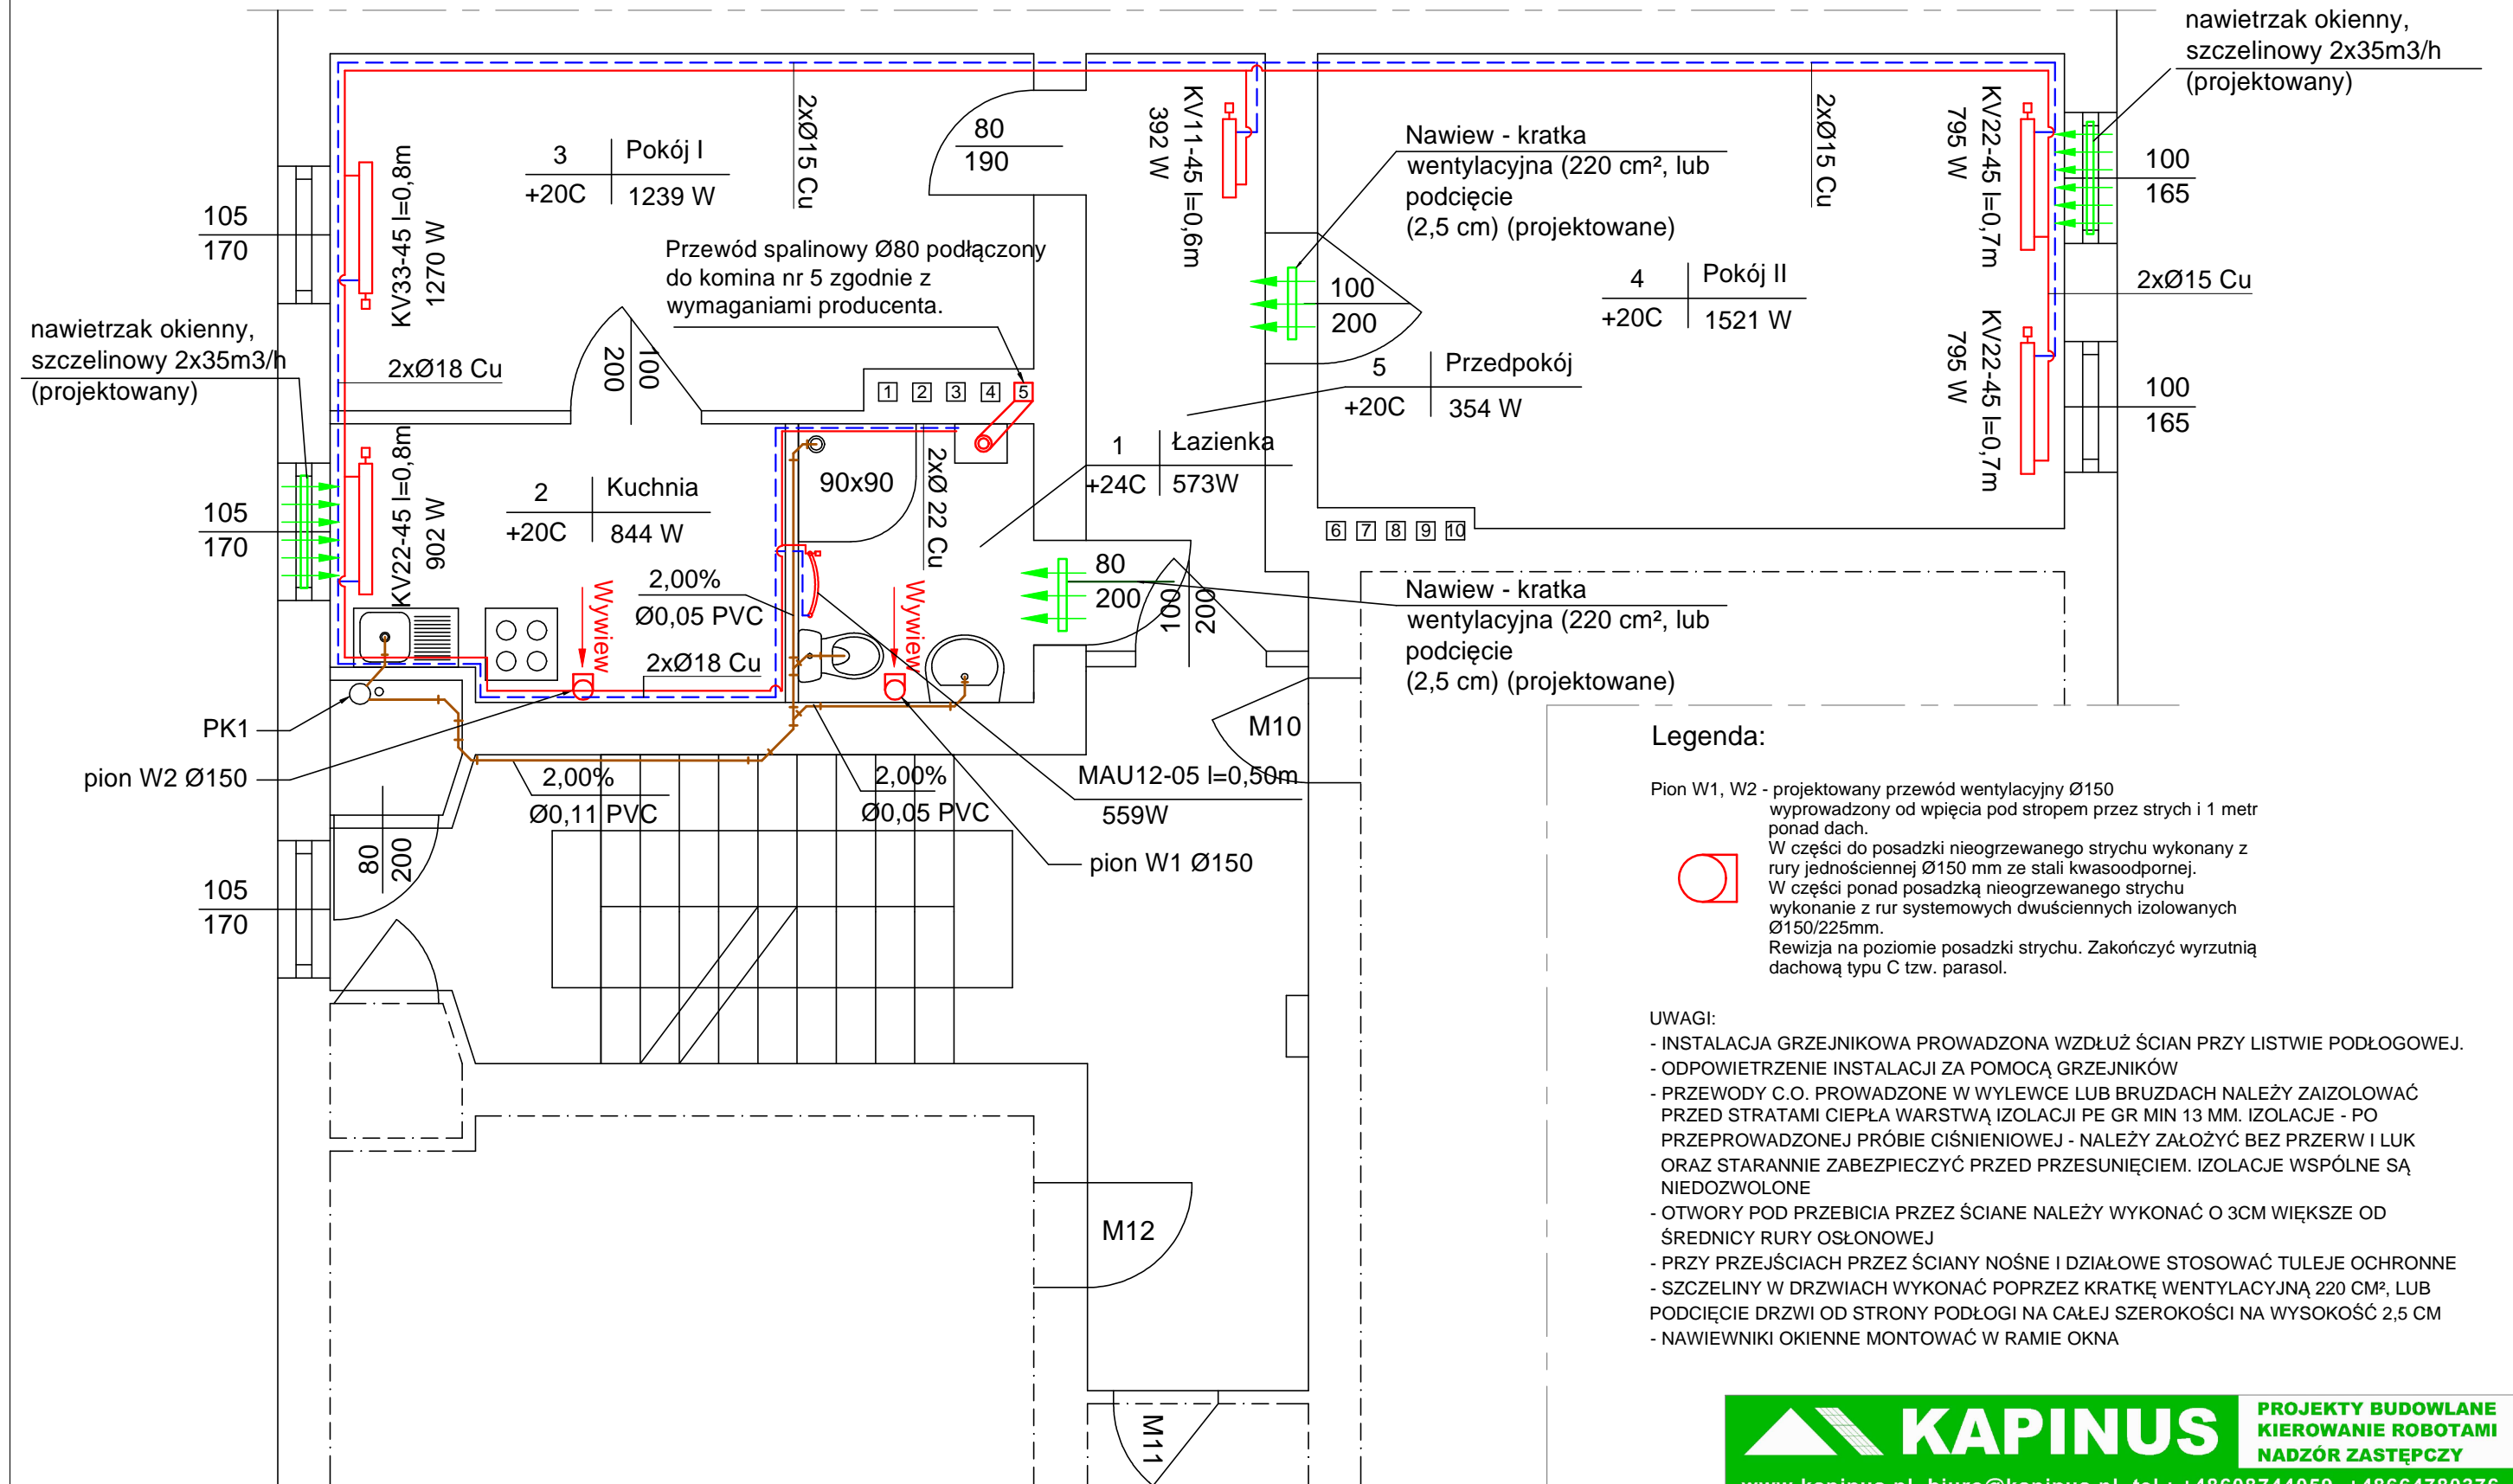 nawietrzak okienny,
szczelinowy 2x35m3/h
(projektowany)
2xØ15 Cu
80
190
KV11-45 l=0,6m
392 W
3
Pokój I
+20C
1239 W
KV33-45 l=0,8m
1270 W
105
170
Nawiew - kratka
wentylacyjna (220 cm², lub
podcięcie
(2,5 cm) (projektowane)
2xØ15 Cu
KV22-45 l=0,7m
795 W
100
165
Przewód spalinowy Ø80 podłączony
do komina nr 5 zgodnie z
wymaganiami producenta.
100
200
4
Pokój II
+20C
1521 W
2xØ15 Cu
nawietrzak okienny,
szczelinowy 2x35m3/h
(projektowany)
2xØ18 Cu
100
200
1
2
3
4
5
5
Przedpokój
+20C
354 W
KV22-45 l=0,7m
795 W
100
165
1
Łazienka
+24C
573W
KV22-45 l=0,8m
902 W
105
170
2
Kuchnia
+20C
844 W
90x90
2xØ 22 Cu
6
7
8
9
10
80
200
100
200
2,00%
Ø0,05 PVC
Wywiew
Wywiew
2xØ18 Cu
Nawiew - kratka
wentylacyjna (220 cm², lub
podcięcie
(2,5 cm) (projektowane)
PK1
M10
pion W2 Ø150
2,00%
Ø0,11 PVC
2,00%
Ø0,05 PVC
MAU12-05 l=0,50m
559W
pion W1 Ø150
80
200
105
170
M12
M11
Legenda:
Pion W1, W2 - projektowany przewód wentylacyjny Ø150
wyprowadzony od wpięcia pod stropem przez strych i 1 metr
ponad dach.
W części do posadzki nieogrzewanego strychu wykonany z
rury jednościennej Ø150 mm ze stali kwasoodpornej.
W części ponad posadzką nieogrzewanego strychu
wykonanie z rur systemowych dwuściennych izolowanych
Ø150/225mm.
Rewizja na poziomie posadzki strychu. Zakończyć wyrzutnią
dachową typu C tzw. parasol.
UWAGI:
- INSTALACJA GRZEJNIKOWA PROWADZONA WZDŁUŻ ŚCIAN PRZY LISTWIE PODŁOGOWEJ.
- ODPOWIETRZENIE INSTALACJI ZA POMOCĄ GRZEJNIKÓW
- PRZEWODY C.O. PROWADZONE W WYLEWCE LUB BRUZDACH NALEŻY ZAIZOLOWAĆ
PRZED STRATAMI CIEPŁA WARSTWĄ IZOLACJI PE GR MIN 13 MM. IZOLACJE - PO
PRZEPROWADZONEJ PRÓBIE CIŚNIENIOWEJ - NALEŻY ZAŁOŻYĆ BEZ PRZERW I LUK
ORAZ STARANNIE ZABEZPIECZYĆ PRZED PRZESUNIĘCIEM. IZOLACJE WSPÓLNE SĄ
NIEDOZWOLONE
- OTWORY POD PRZEBICIA PRZEZ ŚCIANE NALEŻY WYKONAĆ O 3CM WIĘKSZE OD
ŚREDNICY RURY OSŁONOWEJ
- PRZY PRZEJŚCIACH PRZEZ ŚCIANY NOŚNE I DZIAŁOWE STOSOWAĆ TULEJE OCHRONNE
- SZCZELINY W DRZWIACH WYKONAĆ POPRZEZ KRATKĘ WENTYLACYJNĄ 220 CM², LUB
PODCIĘCIE DRZWI OD STRONY PODŁOGI NA CAŁEJ SZEROKOŚCI NA WYSOKOŚĆ 2,5 CM
- NAWIEWNIKI OKIENNE MONTOWAĆ W RAMIE OKNA
KAPINUS
PROJEKTY BUDOWLANE
KIEROWANIE ROBOTAMI
NADZÓR ZASTĘPCZY